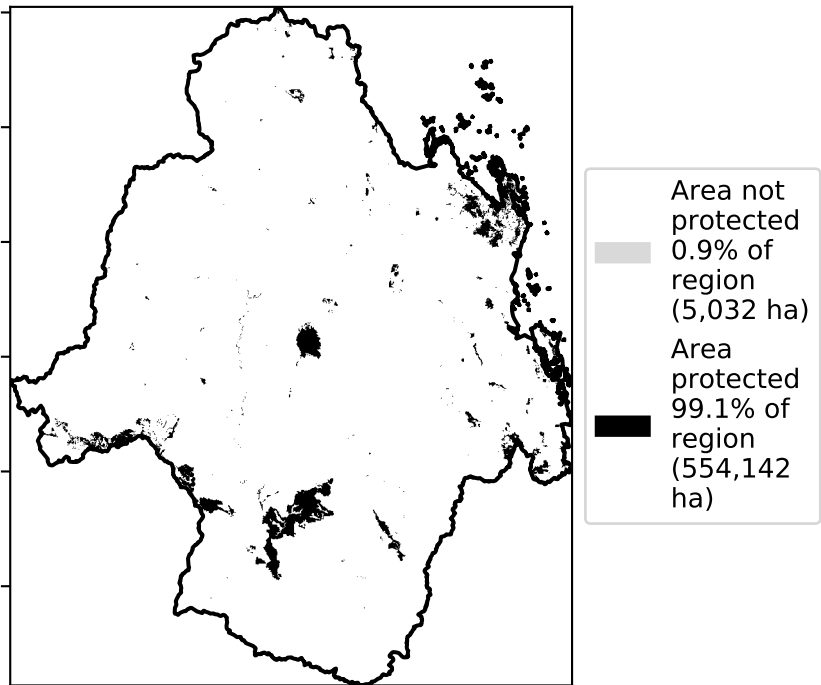 Area not
protected
0.9% of
region
(5,032 ha)
Area
protected
99.1% of
region
(554,142
ha)